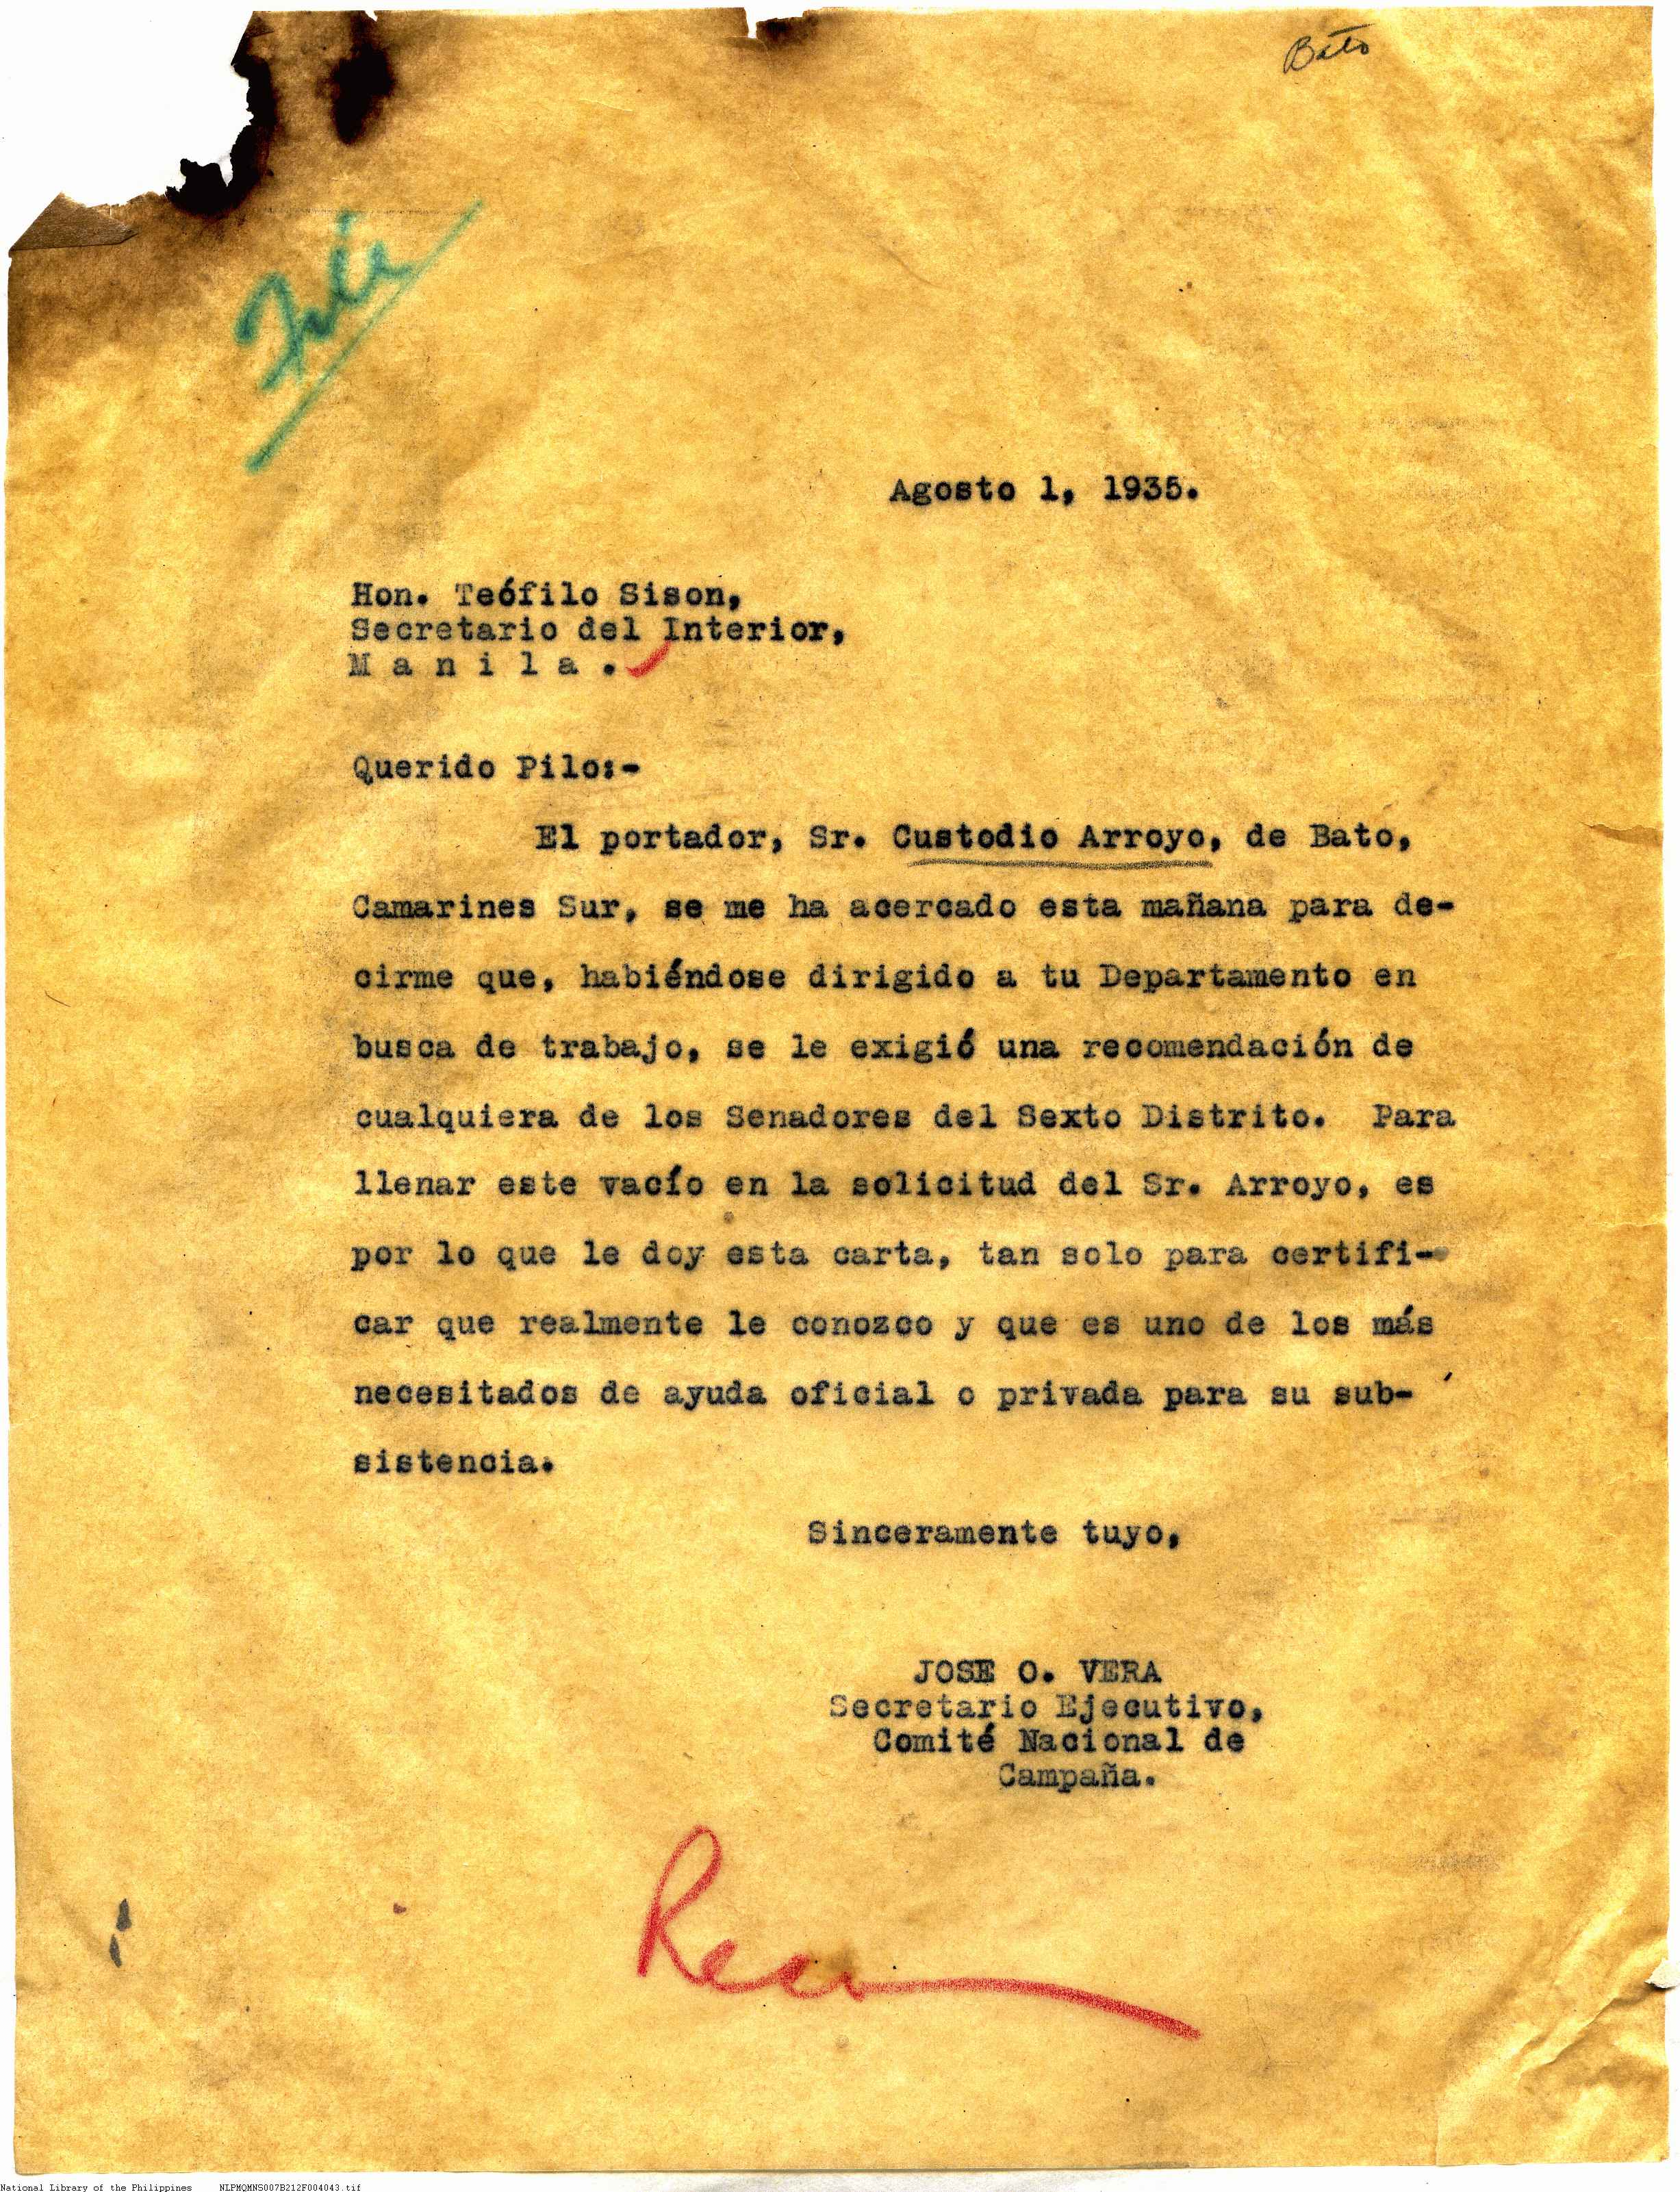 Bato
File
Agosto 1, 1935.
Hon. Teófilo Sison,
Secretario del Interior,
M a n i l a .
Querido Pilo:-
El portador, Sr. Custodio Arroyo, de Bato,
Camarines Sur, se me ha acercado esta mañana para de-
cirme que, habiéndose dirigido a tu Departamento en
busca de trabajo, se le exigió una recomendación de
cualquiera de los Senadores del Sexto Distrito. Para
llenar este vacío en la solicitud del Sr. Arroyo, es
por lo que le doy esta carta, tan solo para certifi-
car que realmente le conozco y que es uno de los más
necesitados de ayuda oficial o privada para su sub-
sistencia.
Sinceramente tuyo,
JOSE O. VERA
Secretario Ejecutivo,
Comité Nacional de
Campaña.
National Library of the Philippines NLPMQMNS007B212F004043.tif